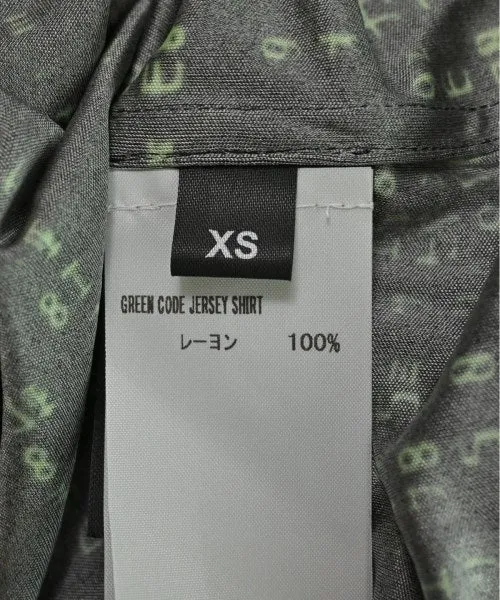 XS
GREEN CODE JERSEY SHIRT
レーヨン 100%